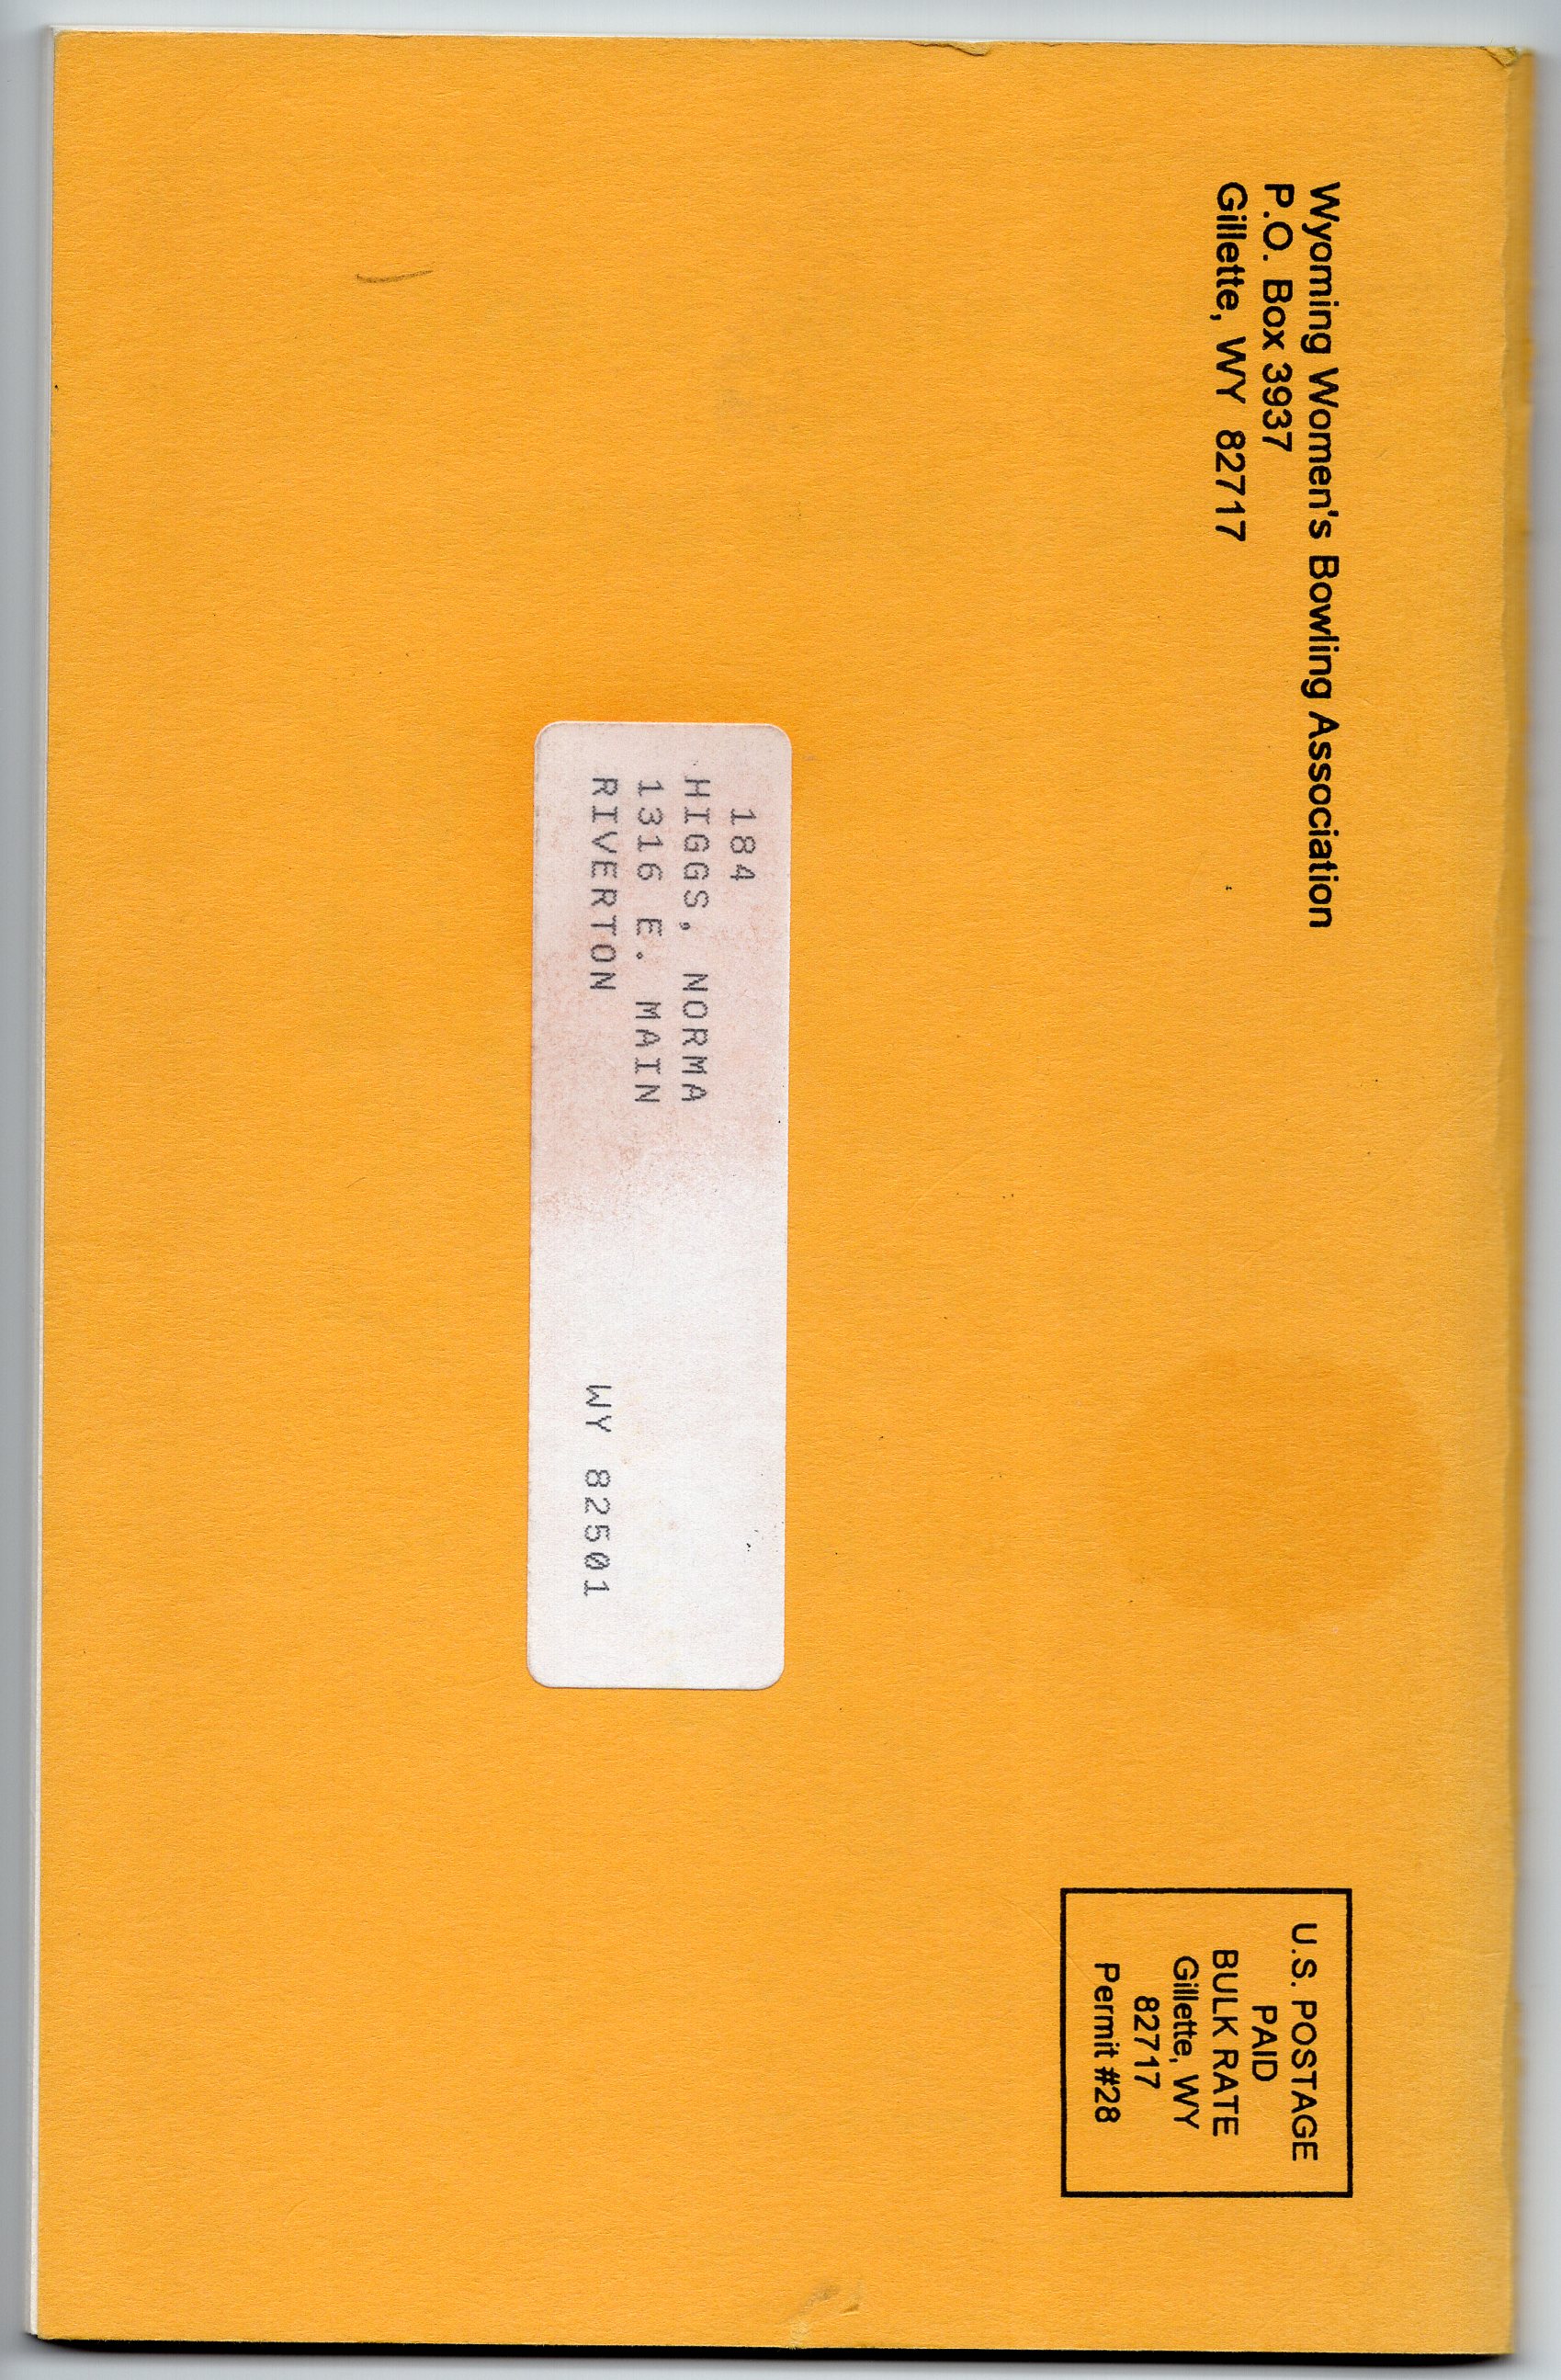 Wyoming Women's Bowling Association
P.O. Box 3937
Gillette, WY 82717
U.S. POSTAGE
PAID
BULK RATE
Gillette, WY
82717
Permit #28
184
HIGGS, NORMA
1316 E. MAIN
RIVERTON WY 82501